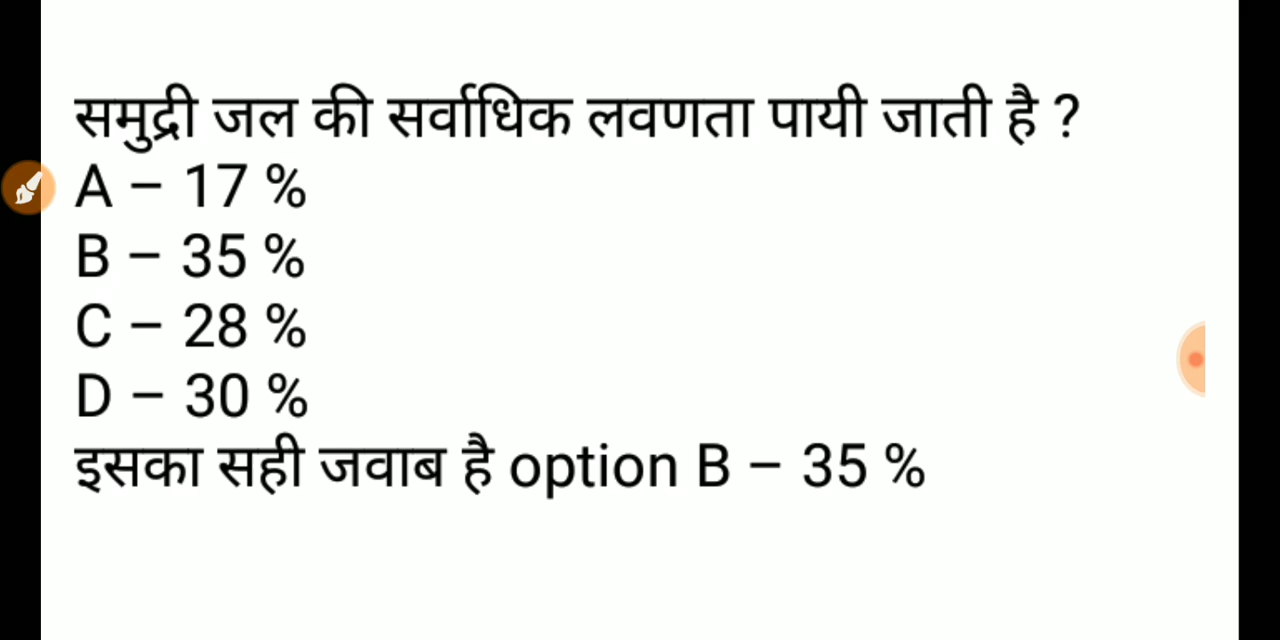 समुद्री जल की सर्वाधिक लवणता पायी जाती है ?
A – 17 %
B – 35 %
C – 28 %
D – 30 %
इसका सही जवाब है option B – 35 %